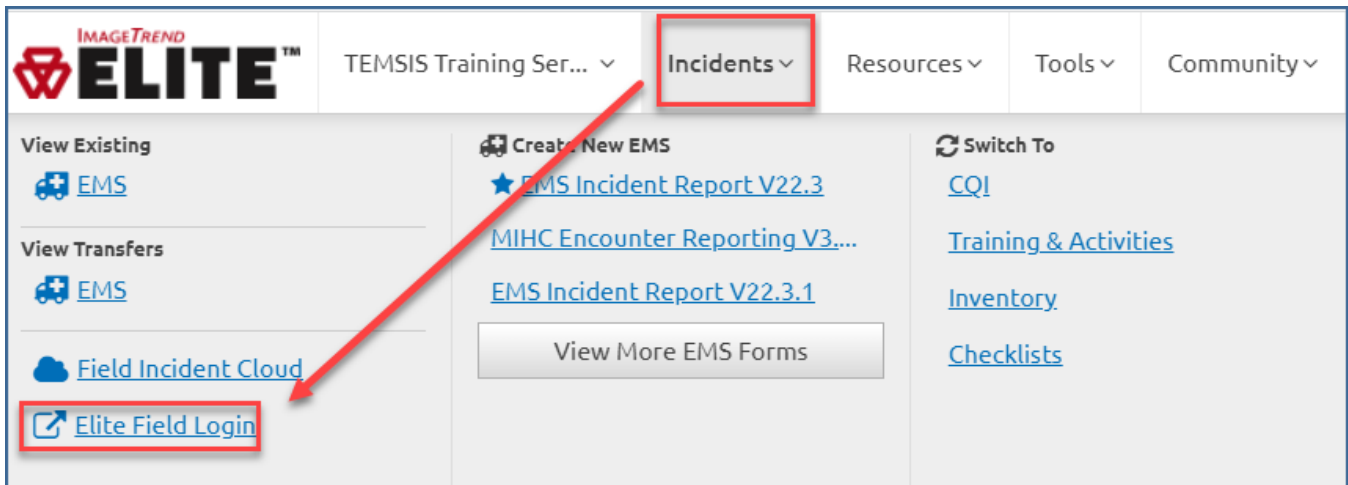 IMAGETREND
ELITE™
TEMSIS Training Ser...
Incidents
Resources
Tools
Community
View Existing
EMS
View Transfers
EMS
Field Incident Cloud
Elite Field Login
Create New EMS
EMS Incident Report V22.3
MIHC Encounter Reporting V3....
EMS Incident Report V22.3.1
View More EMS Forms
Switch To
CQI
Training & Activities
Inventory
Checklists